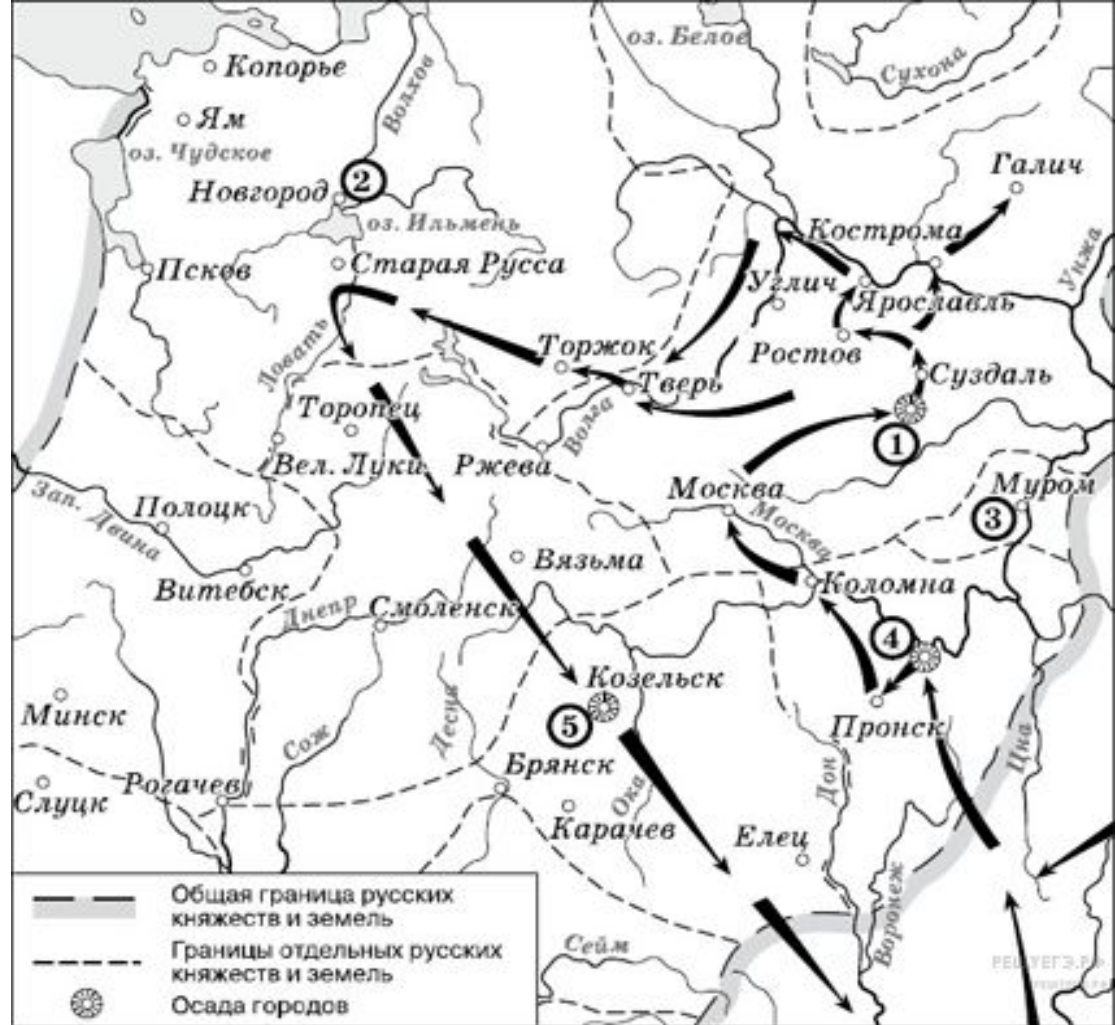 оз. Белое
Сухона
Копорье
Волхов
Ям
оз. Чудское
Галич
Новгород
2
оз. Ильмень
Кострома
Унжа
Псков
Старая Русса
Углич
Ярославль
Торжок
Ростов
Ловать
Тверь
Суздаль
Торопец
Волга
1
Вел. Луки
Ржева
Москва
Муром
Зап. Двина
Полоцк
Москва
3
Вязьма
Витебск
Коломна
Днепр
Смоленск
4
Козельск
Минск
Десна
5
Пронск
Сож
Цна
Брянск
Дон
Рогачев
Слуцк
Ока
Карачев
Елец
Воронеж
Общая граница русских
княжеств и земель
Границы отдельных русских
княжеств и земель
Сейм
РЕШУЕГЭ.РФ
Осада городов